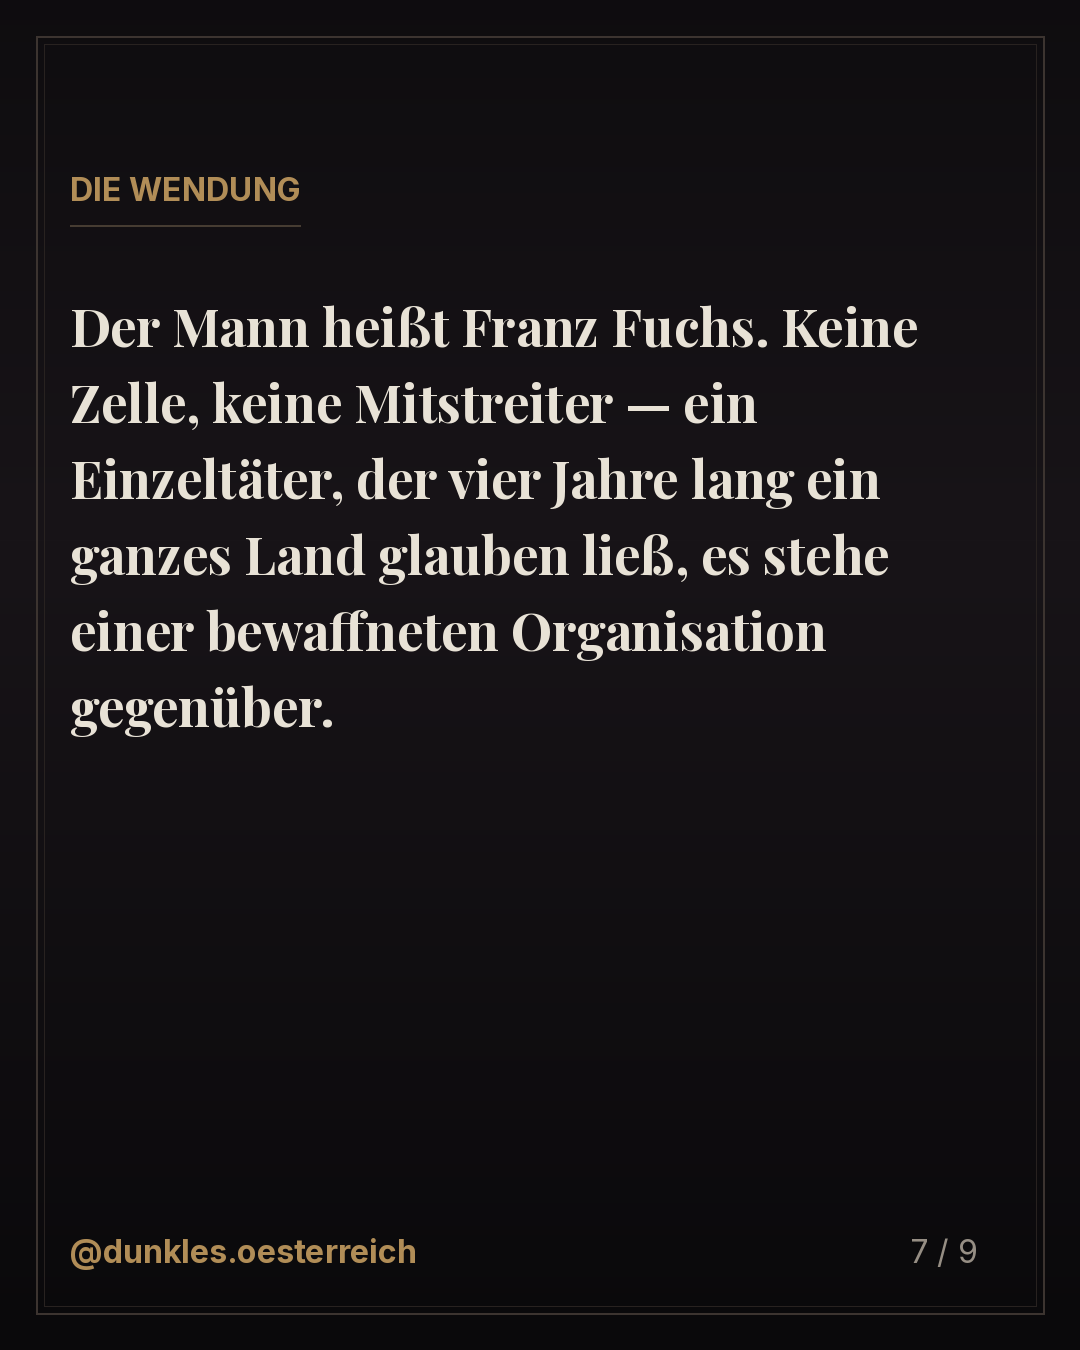 DIE WENDUNG
Der Mann heißt Franz Fuchs. Keine
Zelle, keine Mitstreiter — ein
Einzeltäter, der vier Jahre lang ein
ganzes Land glauben ließ, es stehe
einer bewaffneten Organisation
gegenüber.
@dunkles.oesterreich
7 / 9